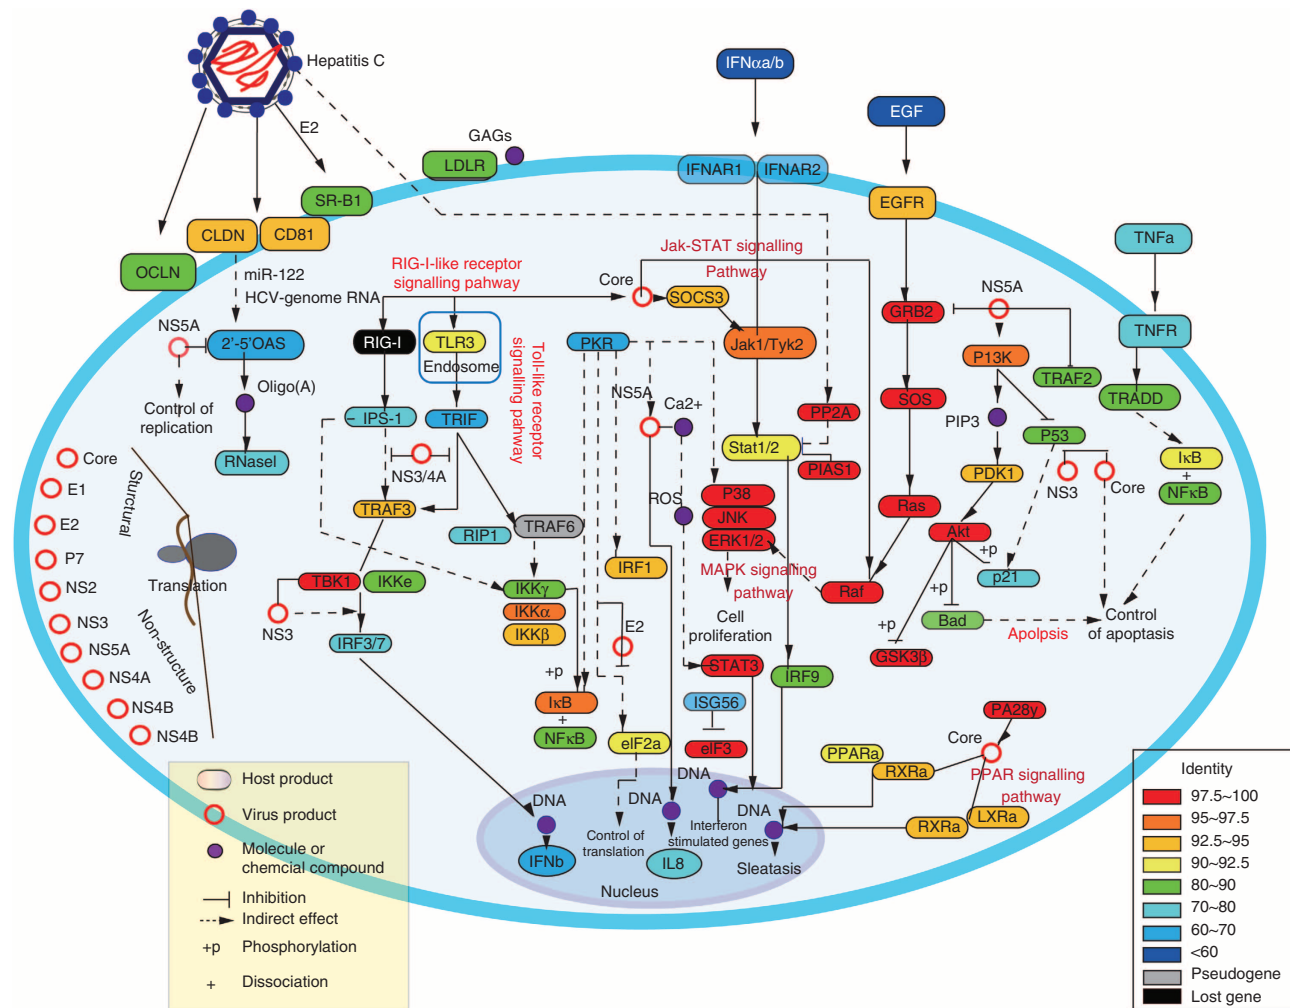 Hepatitis C
E2
GAGs
LDLR
SR-B1
CLDN
CD81
OCLN
miR-122
HCV-genome RNA
IFNαa/b
IFNAR1
IFNAR2
EGF
EGFR
TNFa
TNFR
TRADD
RIG-I-like receptor
signalling pahway
Jak-STAT signalling
Pathway
Core
SOCS3
NS5A
2'-5'OAS
Oligo(A)
Control of
replication
RNaseI
RIG-I
TLR3
Endosome
Toll-like receptor
signalling pahway
IPS-1
TRIF
NS3/4A
TRAF3
RIP1
TRAF6
PKR
NS5A
Ca2+
ROS
Jak1/Tyk2
Stat1/2
PP2A
PIAS1
GRB2
SOS
Ras
Raf
NS5A
P13K
TRAF2
PIP3
P53
PDK1
NS3
Core
IκB
+
NFκB
Akt
+p
p21
+p
Bad
+p
GSK3β
Apolpsis
Control
of apoptasis
P38
JNK
ERK1/2
MAPK signalling
pathway
Cell
proliferation
IRF1
TBK1
IKKe
NS3
IRF3/7
IKKγ
IKKα
IKKβ
E2
+p
IκB
+
NFκB
eIF2a
STAT3
ISG56
eIF3
IRF9
PA28y
Core
PPARa
RXRa
PPAR signalling
pathway
LXRa
RXRa
Core
E1
E2
P7
NS2
NS3
NS5A
NS4A
NS4B
NS4B
Sturctural
Translation
Non-structure
DNA
IFNb
Control of
translation
DNA
IL8
DNA
Interferon
stimulated genes
DNA
Sleatasis
Nucleus
Host product
Virus product
Molecule or
chemcial compound
Inhibition
Indirect effect
+p
Phosphorylation
+
Dissociation
Identity
97.5~100
95~97.5
92.5~95
90~92.5
80~90
70~80
60~70
<60
Pseudogene
Lost gene